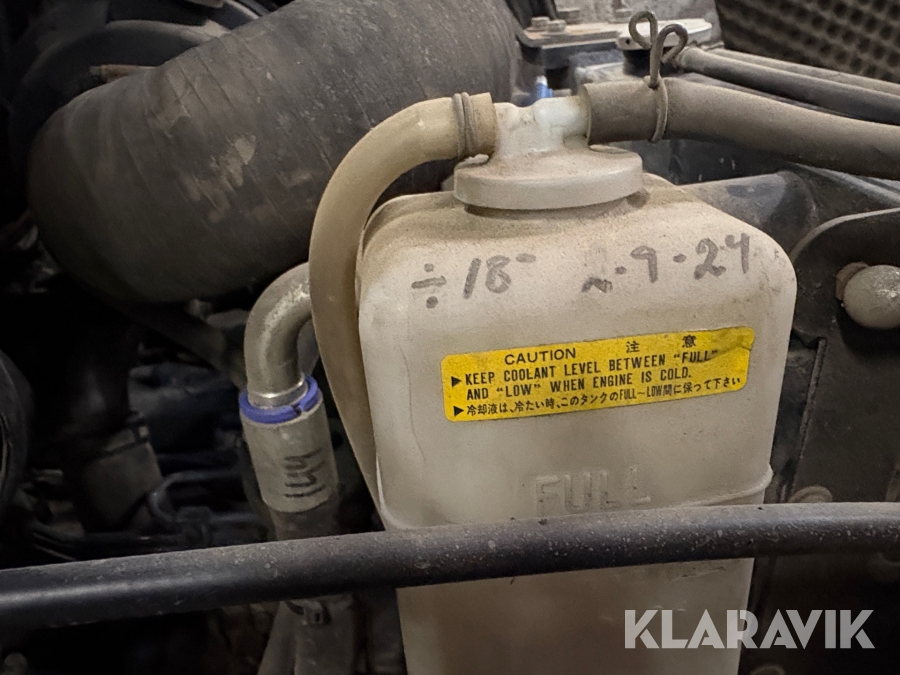 ÷18° 2-9-24
CAUTION 注意
▶KEEP COOLANT LEVEL BETWEEN "FULL"
AND "LOW" WHEN ENGINE IS COLD.
▶冷却液は、冷たい時、このタンクのFULL～LOW間に保って下さい
FULL
144
KLARAVIK